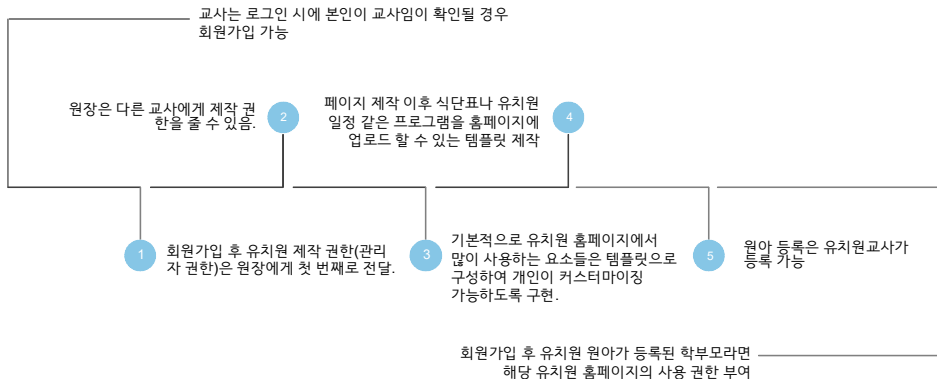 교사는 로그인 시에 본인이 교사임이 확인될 경우
회원가입 가능
원장은 다른 교사에게 제작 권
한을 줄 수 있음.
2
페이지 제작 이후 식단표나 유치원
일정 같은 프로그램을 홈페이지에
업로드 할 수 있는 템플릿 제작
4
1
회원가입 후 유치원 제작 권한(관리
자 권한)은 원장에게 첫 번째로 전달.
3
기본적으로 유치원 홈페이지에서
많이 사용하는 요소들은 템플릿으로
구성하여 개인이 커스터마이징
가능하도록 구현.
5
원아 등록은 유치원교사가
등록 가능
회원가입 후 유치원 원아가 등록된 학부모라면
해당 유치원 홈페이지의 사용 권한 부여